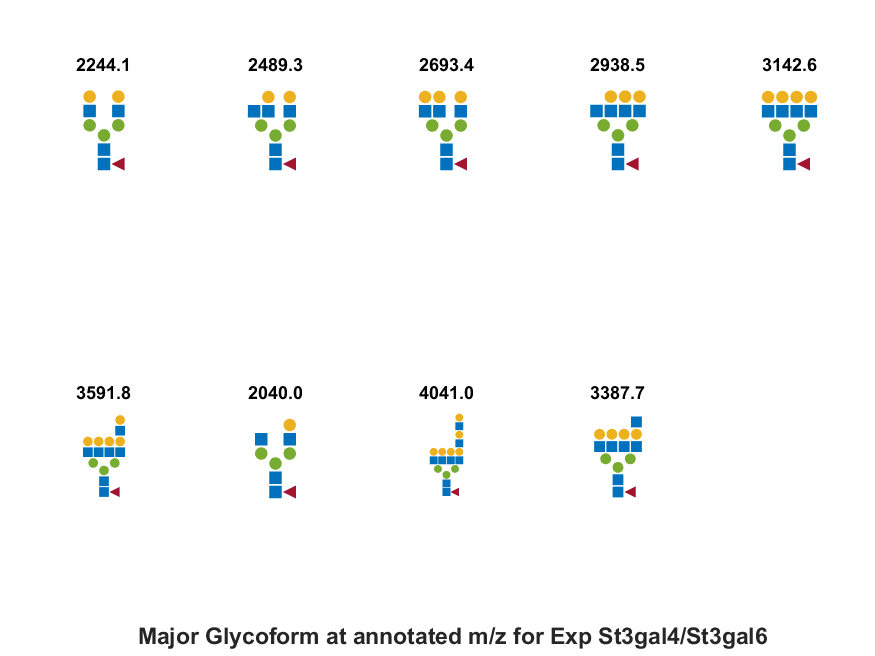 2244.1 2489.3 2693.4 2938.5 3142.6
3591.8 2040.0 4041.0 3387.7
Major Glycoform at annotated m/z for Exp St3gal4/St3gal6